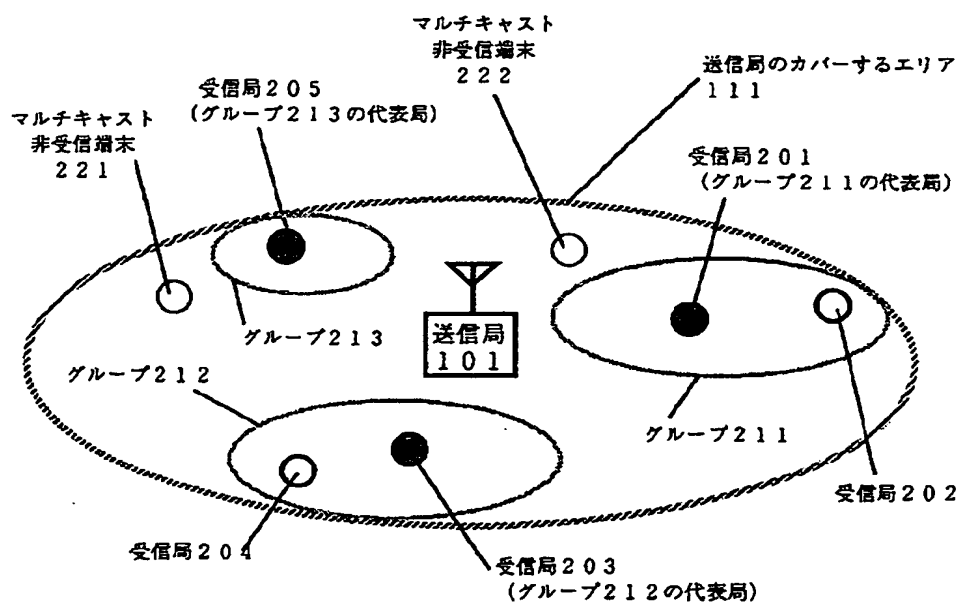 マルチキャスト
非受信端末
222
送信局のカバーするエリア
111
受信局205
(グループ213の代表局)
マルチキャスト
非受信端末
221
受信局201
(グループ211の代表局)
送信局
101
グループ213
グループ212
グループ211
受信局202
受信局204
受信局203
(グループ212の代表局)